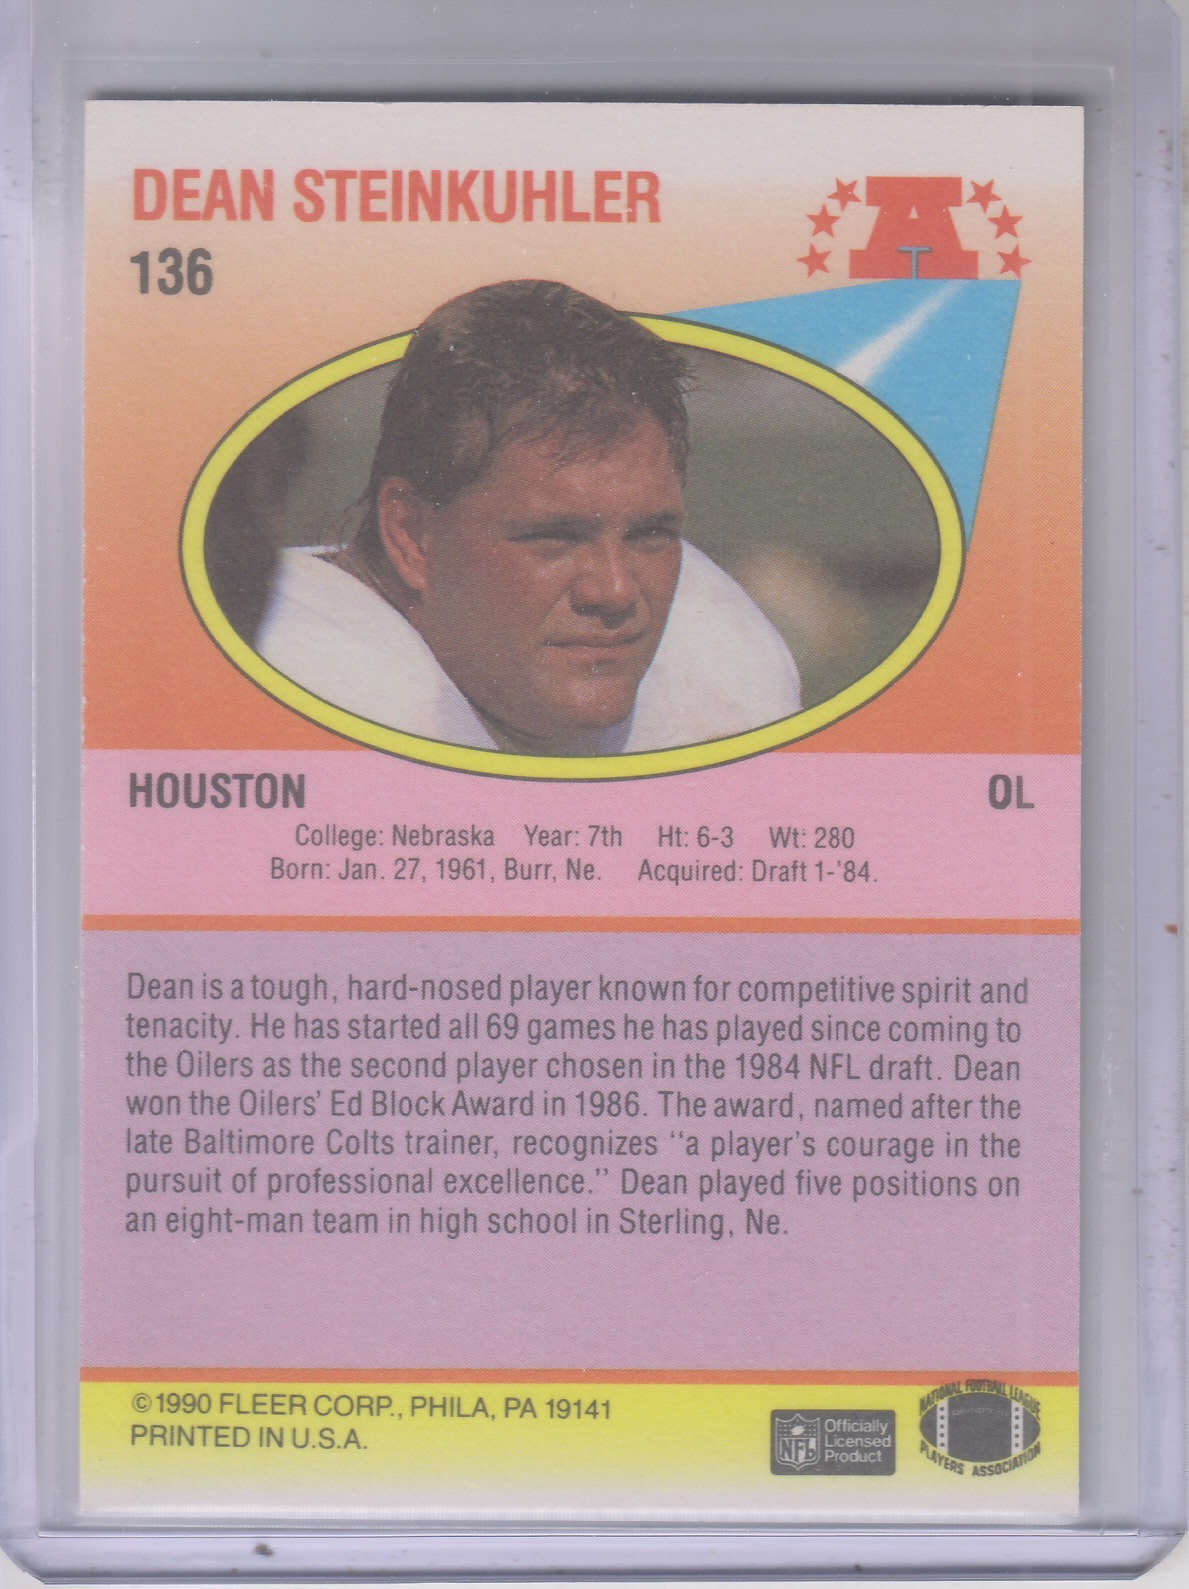 DEAN STEINKUHLER
136
A
HOUSTON
OL
College: Nebraska Year: 7th Ht: 6-3 Wt: 280
Born: Jan. 27, 1961, Burr, Ne. Acquired: Draft 1-'84.
Dean is a tough, hard-nosed player known for competitive spirit and
tenacity. He has started all 69 games he has played since coming to
the Oilers as the second player chosen in the 1984 NFL draft. Dean
won the Oilers' Ed Block Award in 1986. The award, named after the
late Baltimore Colts trainer, recognizes "a player's courage in the
pursuit of professional excellence." Dean played five positions on
an eight-man team in high school in Sterling, Ne.
©1990 FLEER CORP., PHILA, PA 19141
PRINTED IN U.S.A.
NFL
Officially
Licensed
Product
NATIONAL FOOTBALL LEAGUE
PLAYERS ASSOCIATION